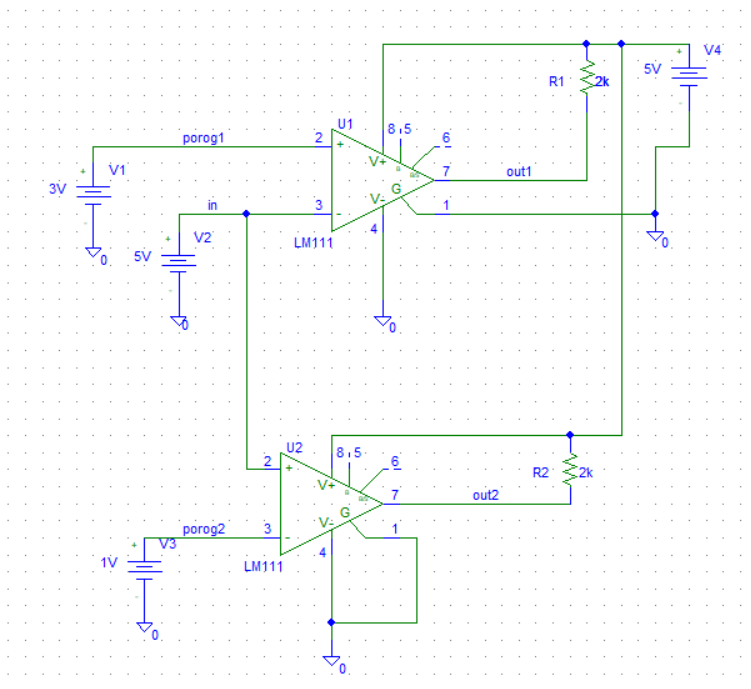 V4
5V
R1
2k
U1
8
5
6
porog1
2
+
V+
B
B/S
7
out1
V1
3V
G
in
V-
1
3
-
0
V2
LM111
4
0
5V
0
0
U2
8
5
6
2
+
V+
R2
2k
B
B/S
7
out2
G
porog2
V-
1
3
-
V3
1V
LM111
4
0
0